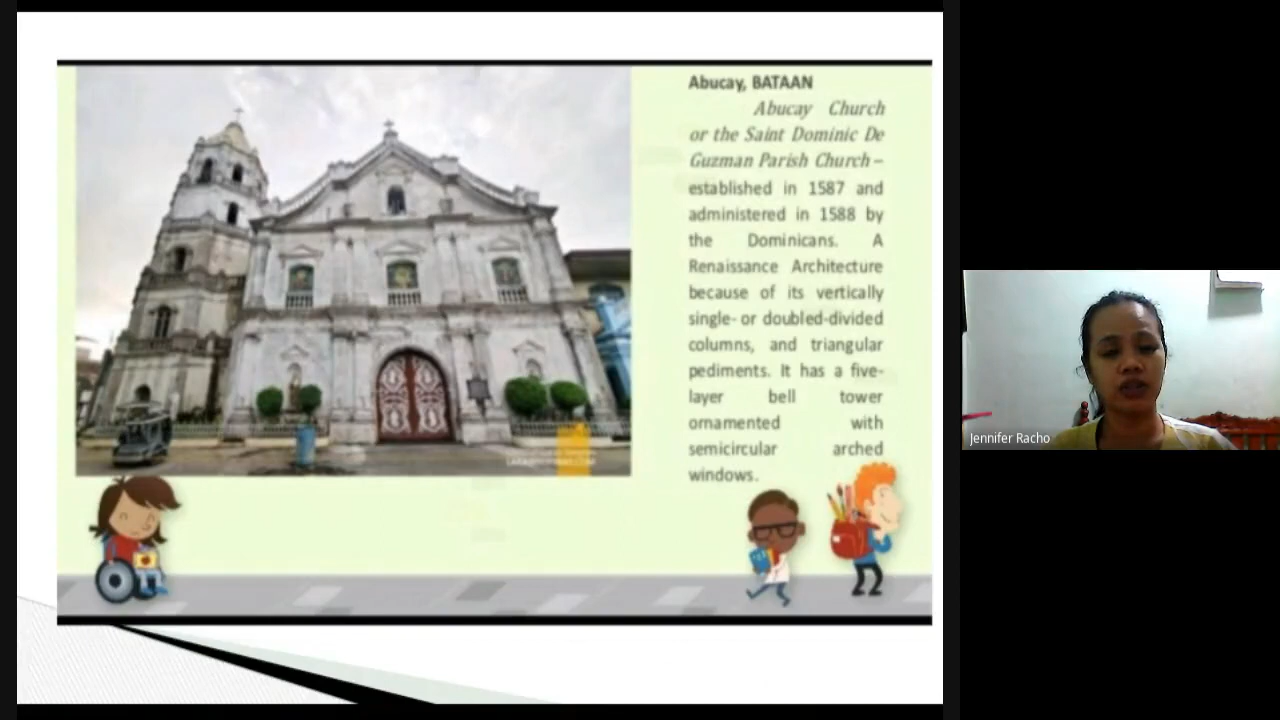 Abucay, BATAAN
Abucay Church
or the Saint Dominic De
Guzman Parish Church –
established in 1587 and
administered in 1588 by
the Dominicans. A
Renaissance Architecture
because of its vertically
single- or doubled-divided
columns, and triangular
pediments. It has a five-
layer bell tower
ornamented with
semicircular arched
windows.
Jennifer Racho